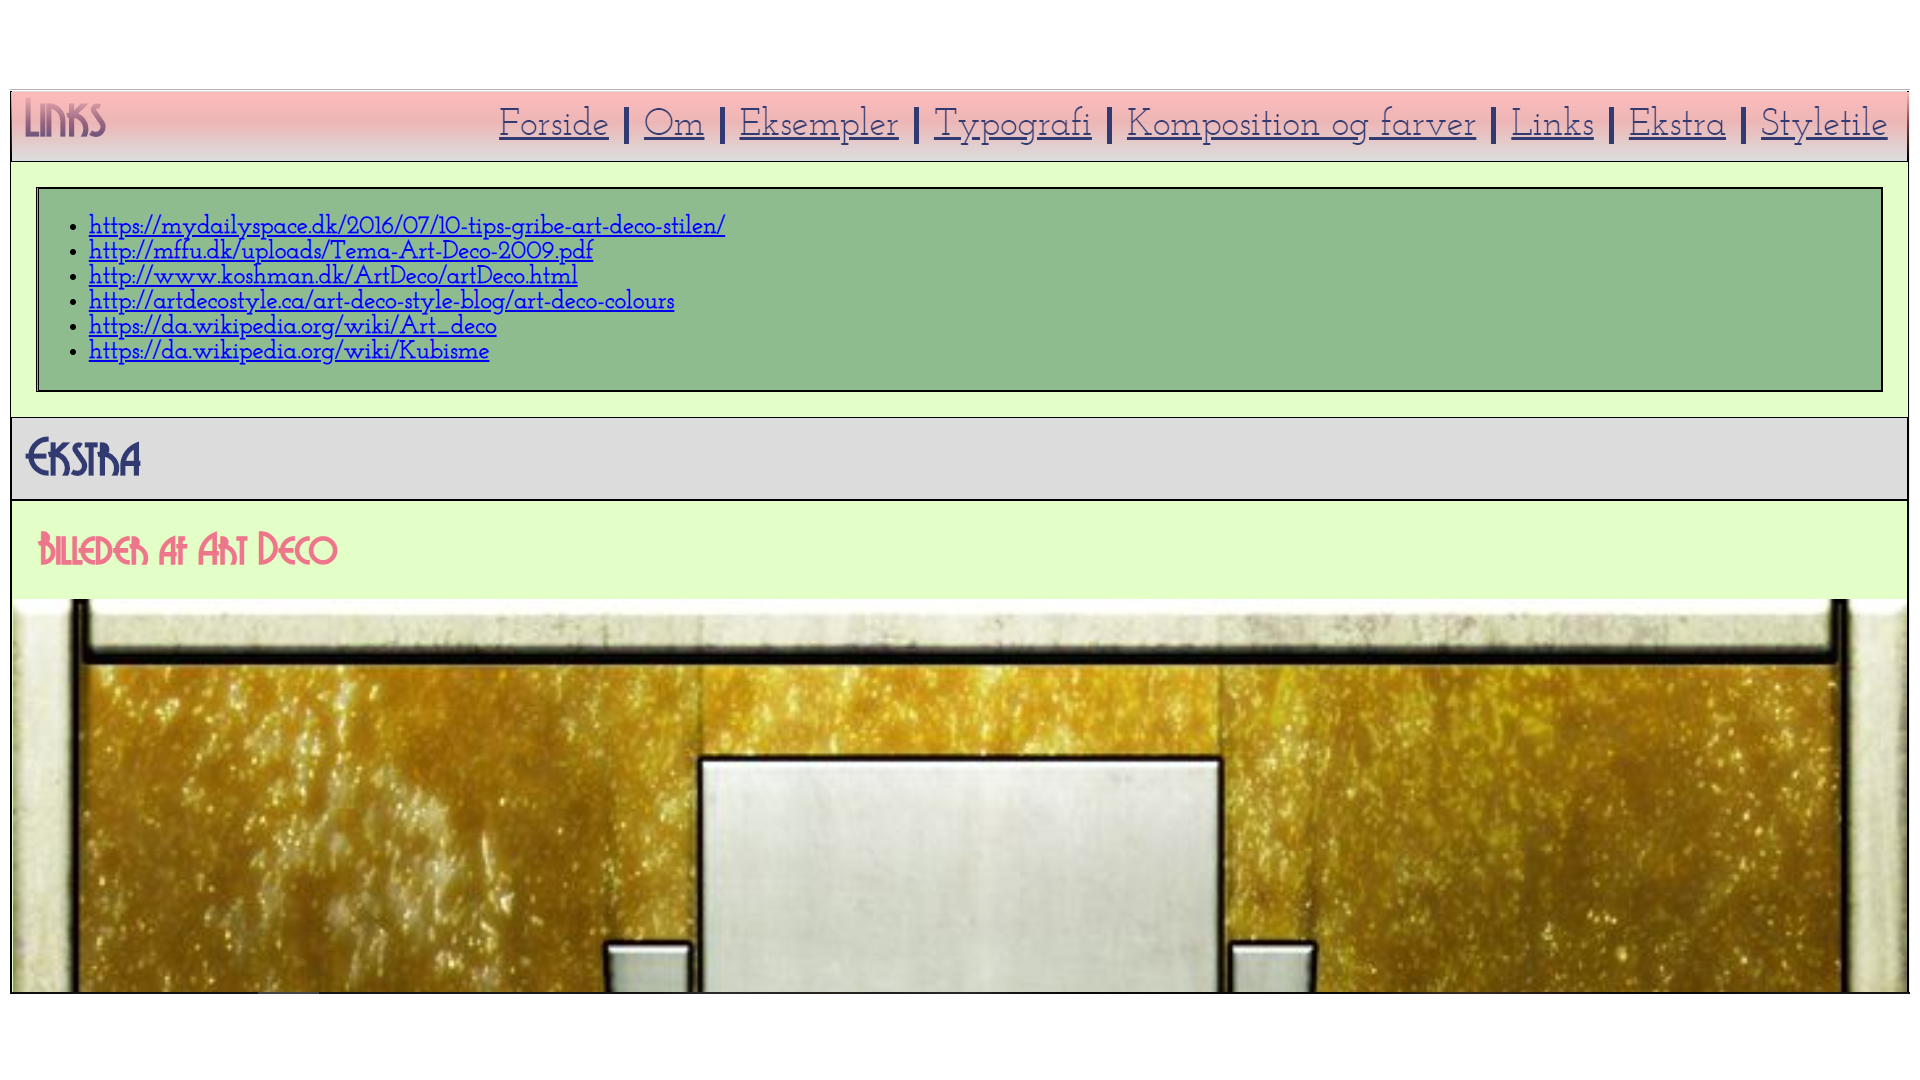 Links
Forside | Om | Eksempler | Typografi | Komposition og farver | Links | Ekstra | Styletile
• https://mydailyspace.dk/2016/07/10-tips-gribe-art-deco-stilen/
• http://mffu.dk/uploads/Tema-Art-Deco-2009.pdf
• http://www.koshman.dk/ArtDeco/artDeco.html
• http://artdecostyle.ca/art-deco-style-blog/art-deco-colours
• https://da.wikipedia.org/wiki/Art_deco
• https://da.wikipedia.org/wiki/Kubisme
Ekstra
Billeder af Art Deco